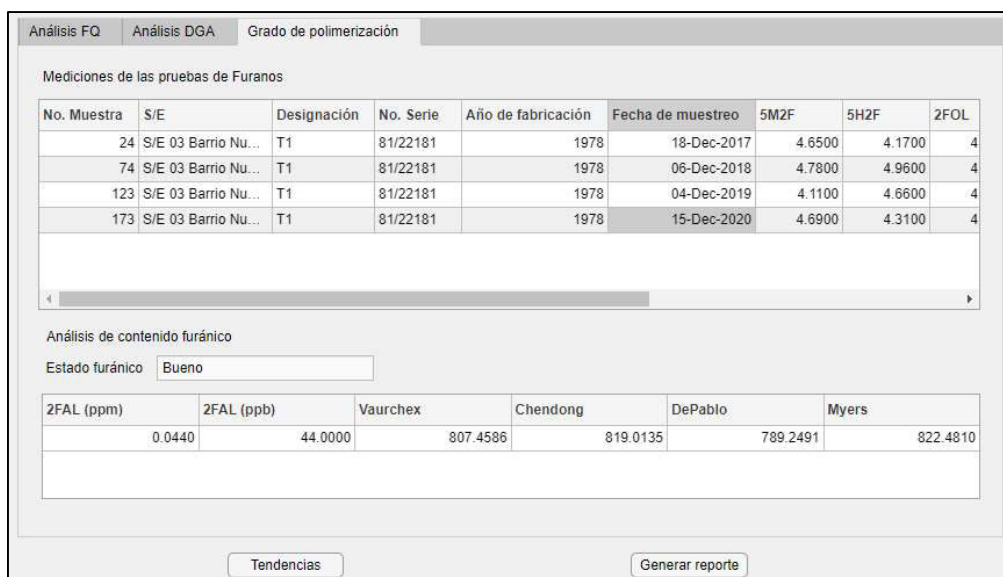 Análisis FQ Análisis DGA Grado de polimerización
Mediciones de las pruebas de Furanos
No. Muestra S/E Designación No. Serie Año de fabricación Fecha de muestreo 5M2F 5H2F 2FOL
24 S/E 03 Barrio Nu... T1 81/22181 1978 18-Dec-2017 4.6500 4.1700 4
74 S/E 03 Barrio Nu... T1 81/22181 1978 06-Dec-2018 4.7800 4.9600 4
123 S/E 03 Barrio Nu... T1 81/22181 1978 04-Dec-2019 4.1100 4.6600 4
173 S/E 03 Barrio Nu... T1 81/22181 1978 15-Dec-2020 4.6900 4.3100 4
Análisis de contenido furánico
Estado furánico Bueno
2FAL (ppm) 2FAL (ppb) Vaurchex Chendong DePablo Myers
0.0440 44.0000 807.4586 819.0135 789.2491 822.4810
Tendencias Generar reporte